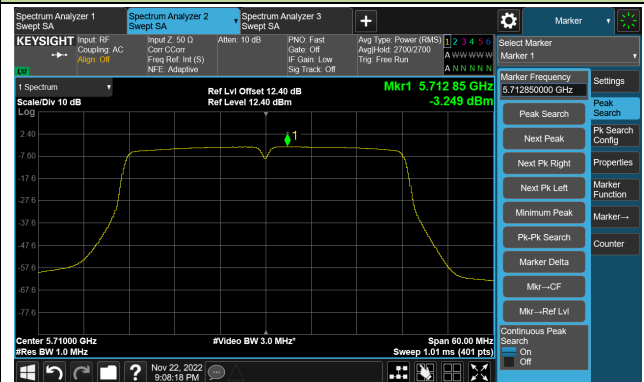 Spectrum Analyzer 1
Swept SA
Spectrum Analyzer 2
Swept SA
Spectrum Analyzer 3
Swept SA
+
Marker
KEYSIGHT
LXI
Input: RF
Coupling: AC
Align: Off
Input Z: 50 Ω
Corr CCorr
Freq Ref: Int (S)
NFE: Adaptive
Atten: 10 dB
PNO: Fast
Gate: Off
IF Gain: Low
Sig Track: Off
Avg Type: Power (RMS)
Avg|Hold: 2700/2700
Trig: Free Run
1 2 3 4 5 6
A W W W W W
A N N N N N
Select Marker
Marker 1
1 Spectrum
Scale/Div 10 dB
Log
Ref Lvl Offset 12.40 dB
Ref Level 12.40 dBm
Mkr1 5.712 85 GHz
-3.249 dBm
1
2.40
-7.60
-17.6
-27.6
-37.6
-47.6
-57.6
-67.6
-77.6
Center 5.71000 GHz
#Res BW 1.0 MHz
#Video BW 3.0 MHz*
Span 60.00 MHz
Sweep 1.01 ms (401 pts)
Marker Frequency
5.712850000 GHz
Peak Search
Next Peak
Next Pk Right
Next Pk Left
Minimum Peak
Pk-Pk Search
Marker Delta
Mkr→CF
Mkr→Ref Lvl
Continuous Peak
Search
On
Off
Settings
Peak
Search
Pk Search
Config
Properties
Marker
Function
Marker→
Counter
?
Nov 22, 2022
9:08:18 PM